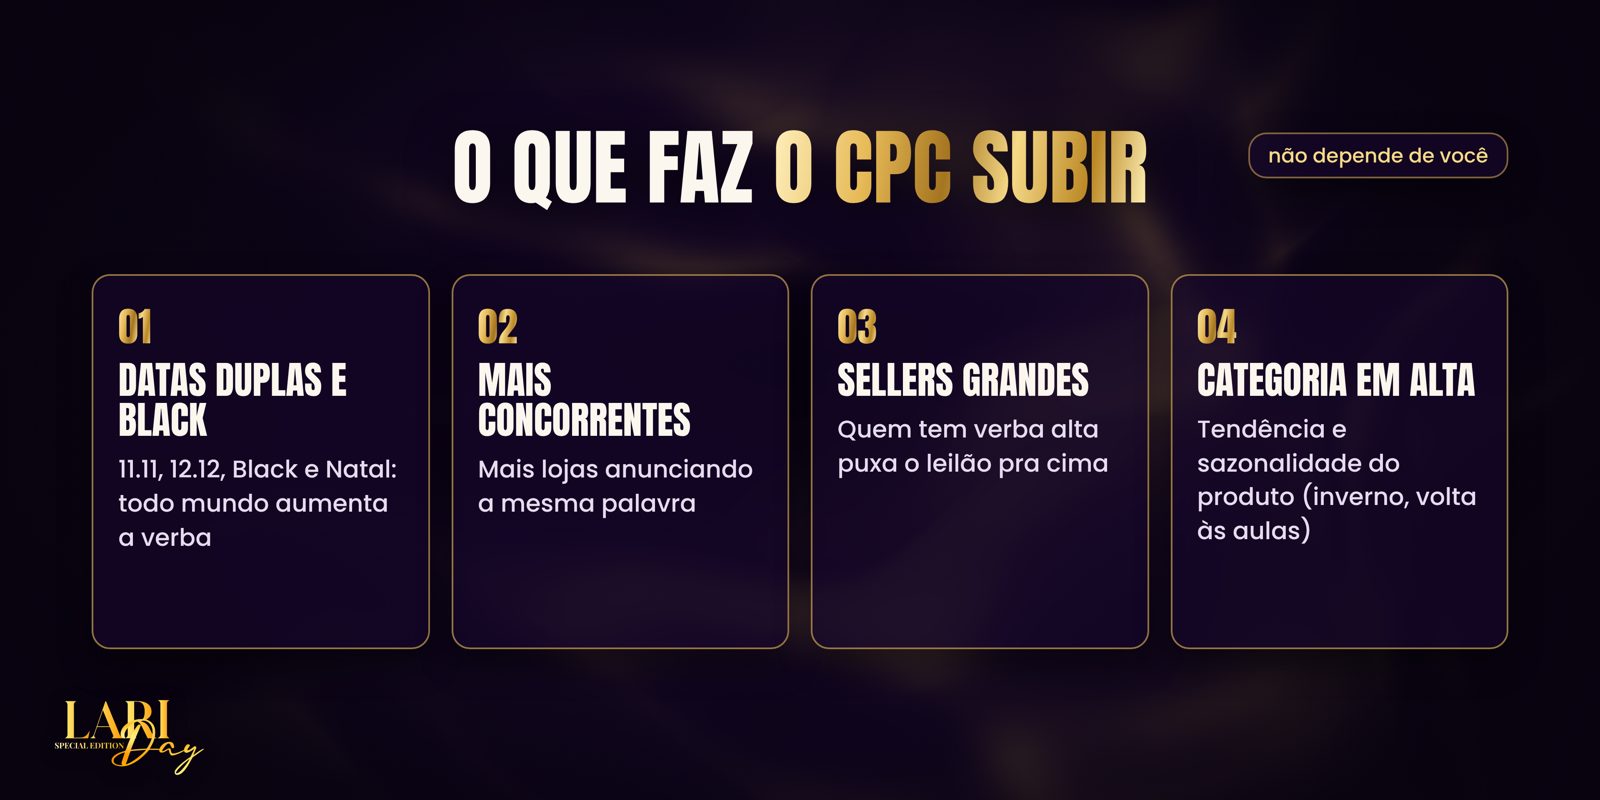 O QUE FAZ O CPC SUBIR
não depende de você
01
DATAS DUPLAS E
BLACK
11.11, 12.12, Black e Natal:
todo mundo aumenta
a verba
02
MAIS
CONCORRENTES
Mais lojas anunciando
a mesma palavra
03
SELLERS GRANDES
Quem tem verba alta
puxa o leilão pra cima
04
CATEGORIA EM ALTA
Tendência e
sazonalidade do
produto (inverno, volta
às aulas)
LARI
SPECIAL EDITION Day